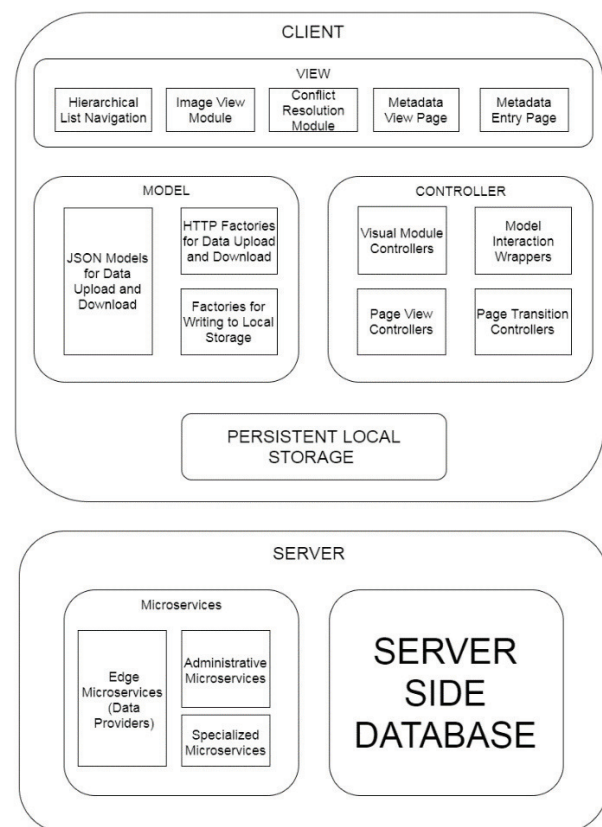 CLIENT
VIEW
Hierarchical
List Navigation
Image View
Module
Conflict
Resolution
Module
Metadata
View Page
Metadata
Entry Page
MODEL
JSON Models
for Data
Upload and
Download
HTTP Factories
for Data Upload
and Download
Factories for
Writing to Local
Storage
CONTROLLER
Visual Module
Controllers
Model
Interaction
Wrappers
Page View
Controllers
Page Transition
Controllers
PERSISTENT LOCAL
STORAGE
SERVER
Microservices
Edge
Microservices
(Data
Providers)
Administrative
Microservices
Specialized
Microservices
SERVER
SIDE
DATABASE